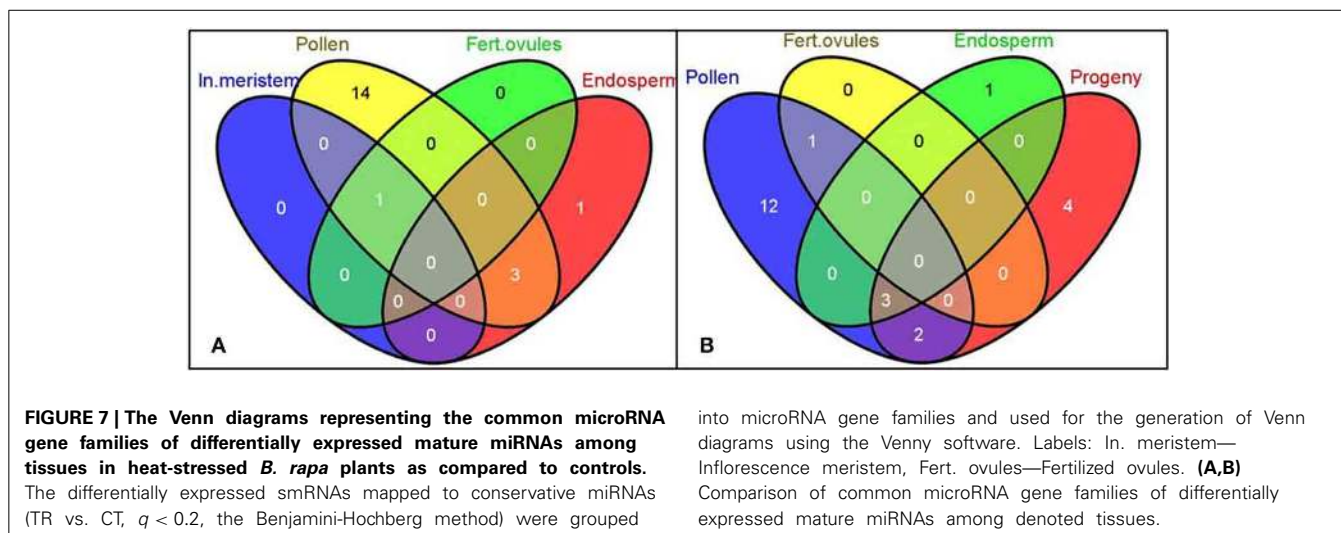 Pollen Fert.ovules
In.meristem Endosperm
14 0
0 0 0
0 1 0 1
0 0 3
0 0
0
A
Fert.ovules Endosperm
Pollen Progeny
0 1
1 0 0
12 0 0 4
0 0 0
3 0
2
B
FIGURE 7 | The Venn diagrams representing the common microRNA
gene families of differentially expressed mature miRNAs among
tissues in heat-stressed B. rapa plants as compared to controls.
The differentially expressed smRNAs mapped to conservative miRNAs
(TR vs. CT, q < 0.2, the Benjamini-Hochberg method) were grouped
into microRNA gene families and used for the generation of Venn
diagrams using the Venny software. Labels: In. meristem—
Inflorescence meristem, Fert. ovules—Fertilized ovules. (A,B)
Comparison of common microRNA gene families of differentially
expressed mature miRNAs among denoted tissues.